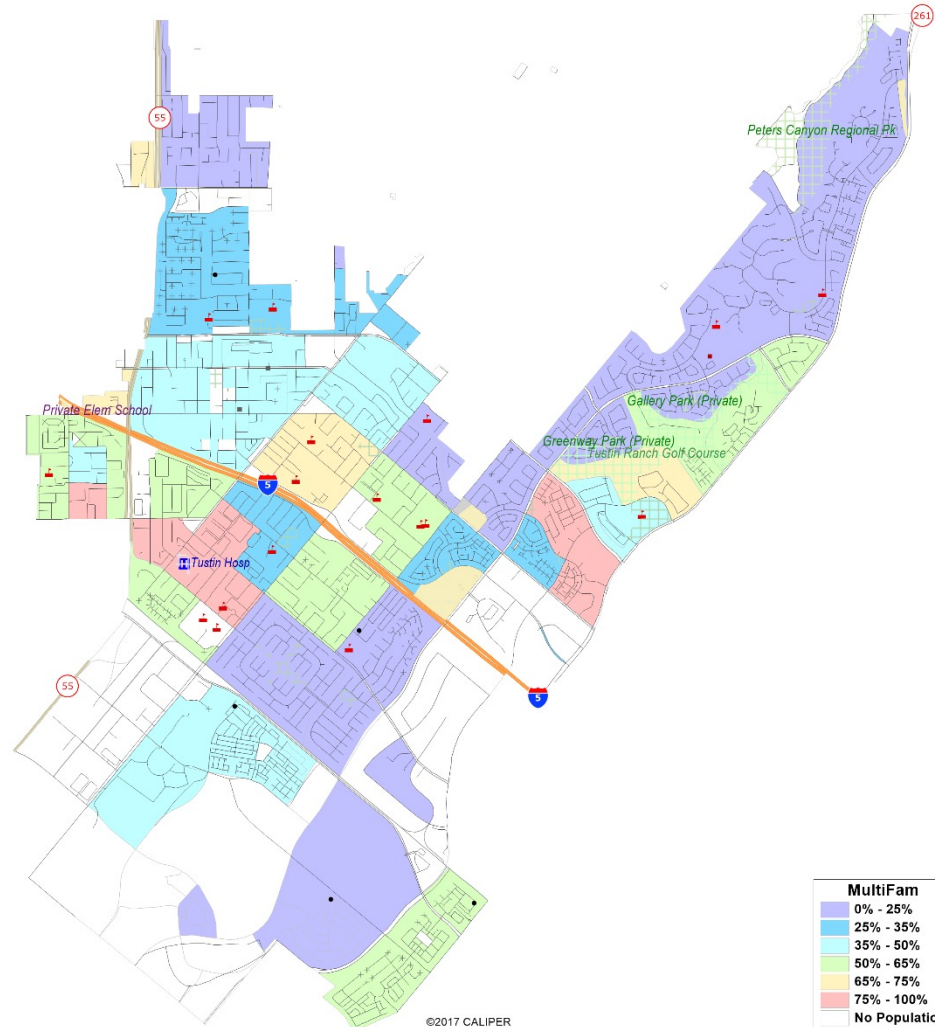 261
55
Peters Canyon Regional Pk
Private Elem School
Gallery Park (Private)
Greenway Park (Private)
Tustin Ranch Golf Course
5
H Tustin Hosp
55
5
MultiFam
0% - 25%
25% - 35%
35% - 50%
50% - 65%
65% - 75%
75% - 100%
No Populatio
©2017 CALIPER